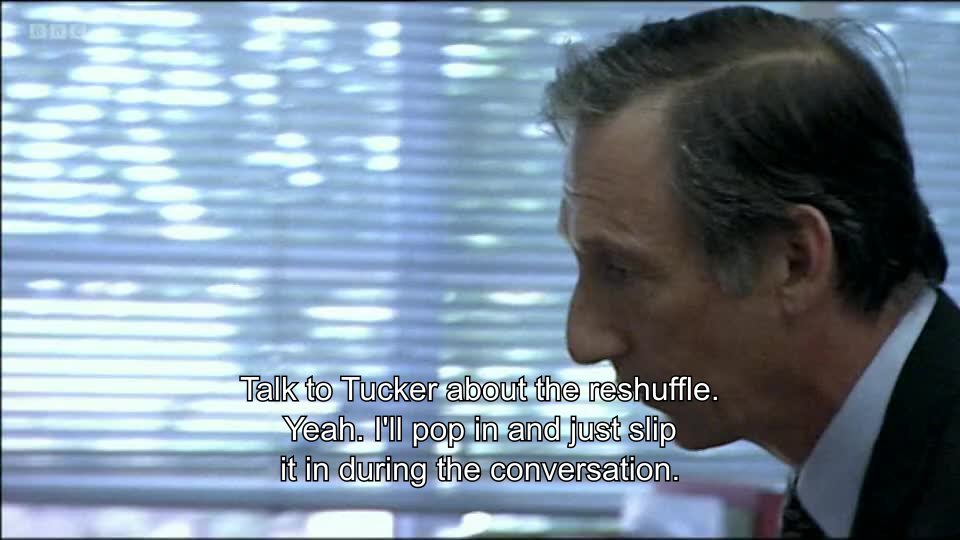 BBC
Talk to Tucker about the reshuffle.
Yeah. I'll pop in and just slip
it in during the conversation.